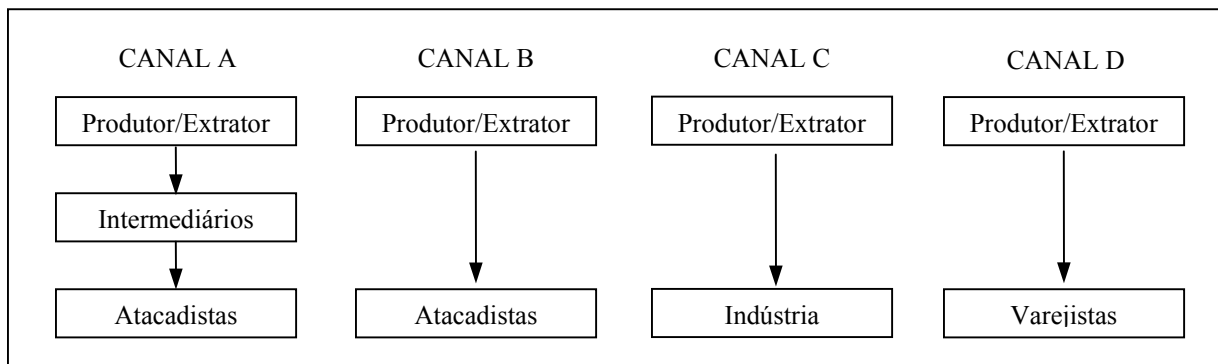 CANAL A
CANAL B
CANAL C
CANAL D
Produtor/Extrator
Produtor/Extrator
Produtor/Extrator
Produtor/Extrator
Intermediários
Atacadistas
Atacadistas
Indústria
Varejistas